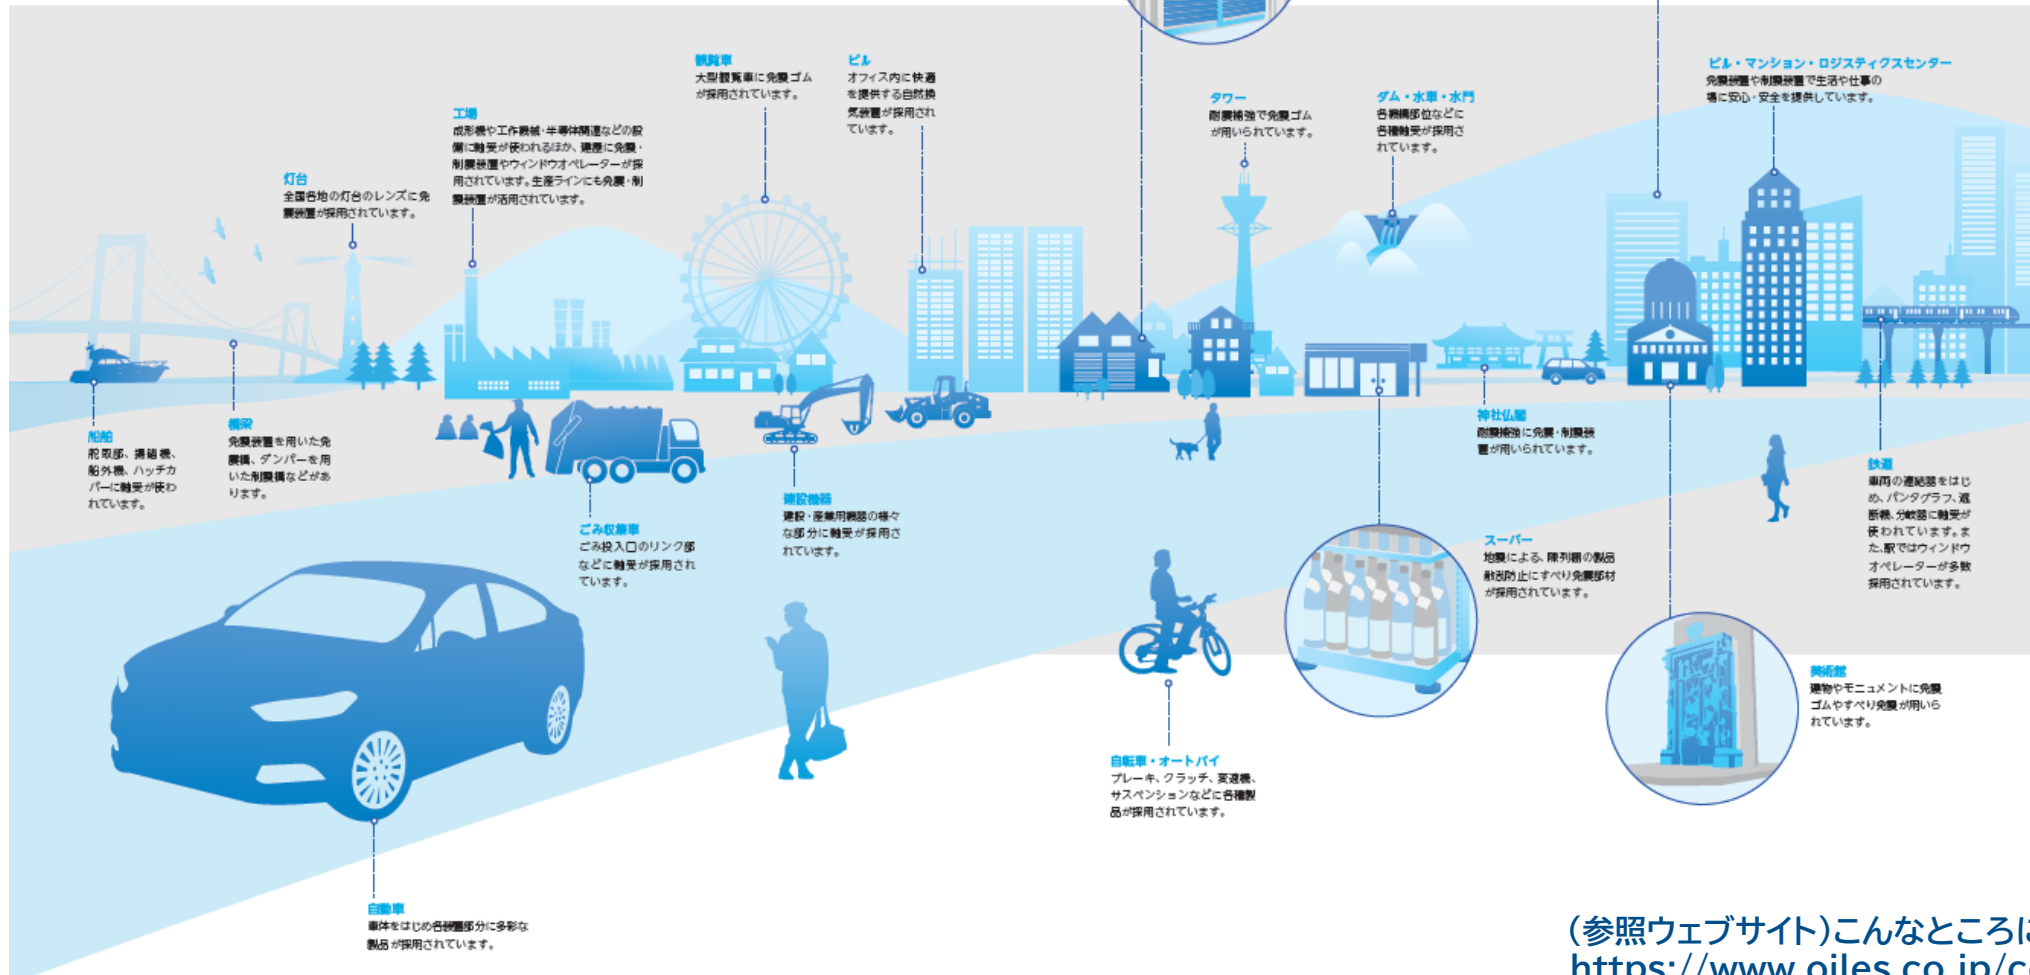 観覧車
大型観覧車に免震ゴム
が採用されています。
ビル
オフィス内に快適
を提供する自然換
気装置が採用され
ています。
工場
成形機や工作機械・半導体関連などの設
備に軸受が使われるほか、建屋に免震・
制震装置やウィンドウオペレーターが採
用されています。生産ラインにも免震・制
震装置が活用されています。
灯台
全国各地の灯台のレンズに免
震装置が採用されています。
タワー
耐震補強で免震ゴム
が用いられています。
ダム・水車・水門
各機構部位などに
各種軸受が採用さ
れています。
ビル・マンション・ロジスティクスセンター
免震装置や制震装置で生活や仕事の
場に安心・安全を提供しています。
船舶
舵取部、揚錨機、
船外機、ハッチカ
バーに軸受が使わ
れています。
橋梁
免震装置を用いた免
震橋、ダンパーを用
いた制震橋などがあ
ります。
ごみ収集車
ごみ投入口のリンク部
などに軸受が採用され
ています。
建設機器
建設・産業用機器の様々
な部分に軸受が採用さ
れています。
神社仏閣
耐震補強に免震・制震装
置が用いられています。
鉄道
車両の連結器をはじ
め、パンタグラフ、遮
断機、分岐器に軸受が
使われています。ま
た、駅ではウィンドウ
オペレーターが多数
採用されています。
スーパー
地震による、陳列棚の製品
散乱防止にすべり免震部材
が採用されています。
美術館
建物やモニュメントに免震
ゴムやすべり免震が用いら
れています。
自転車・オートバイ
ブレーキ、クラッチ、変速機、
サスペンションなどに各種製
品が採用されています。
自動車
車体をはじめ各装置部分に多彩な
製品が採用されています。
(参照ウェブサイト)こんなところに
https://www.oiles.co.jp/c